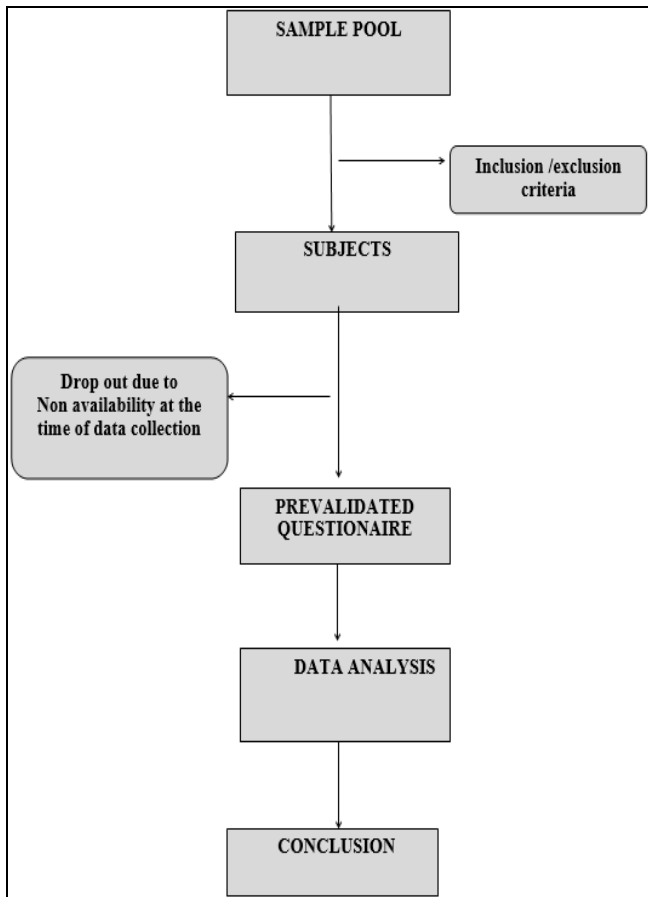 SAMPLE POOL
Inclusion /exclusion
criteria
SUBJECTS
Drop out due to
Non availability at the
time of data collection
PREVALIDATED
QUESTIONAIRE
DATA ANALYSIS
CONCLUSION